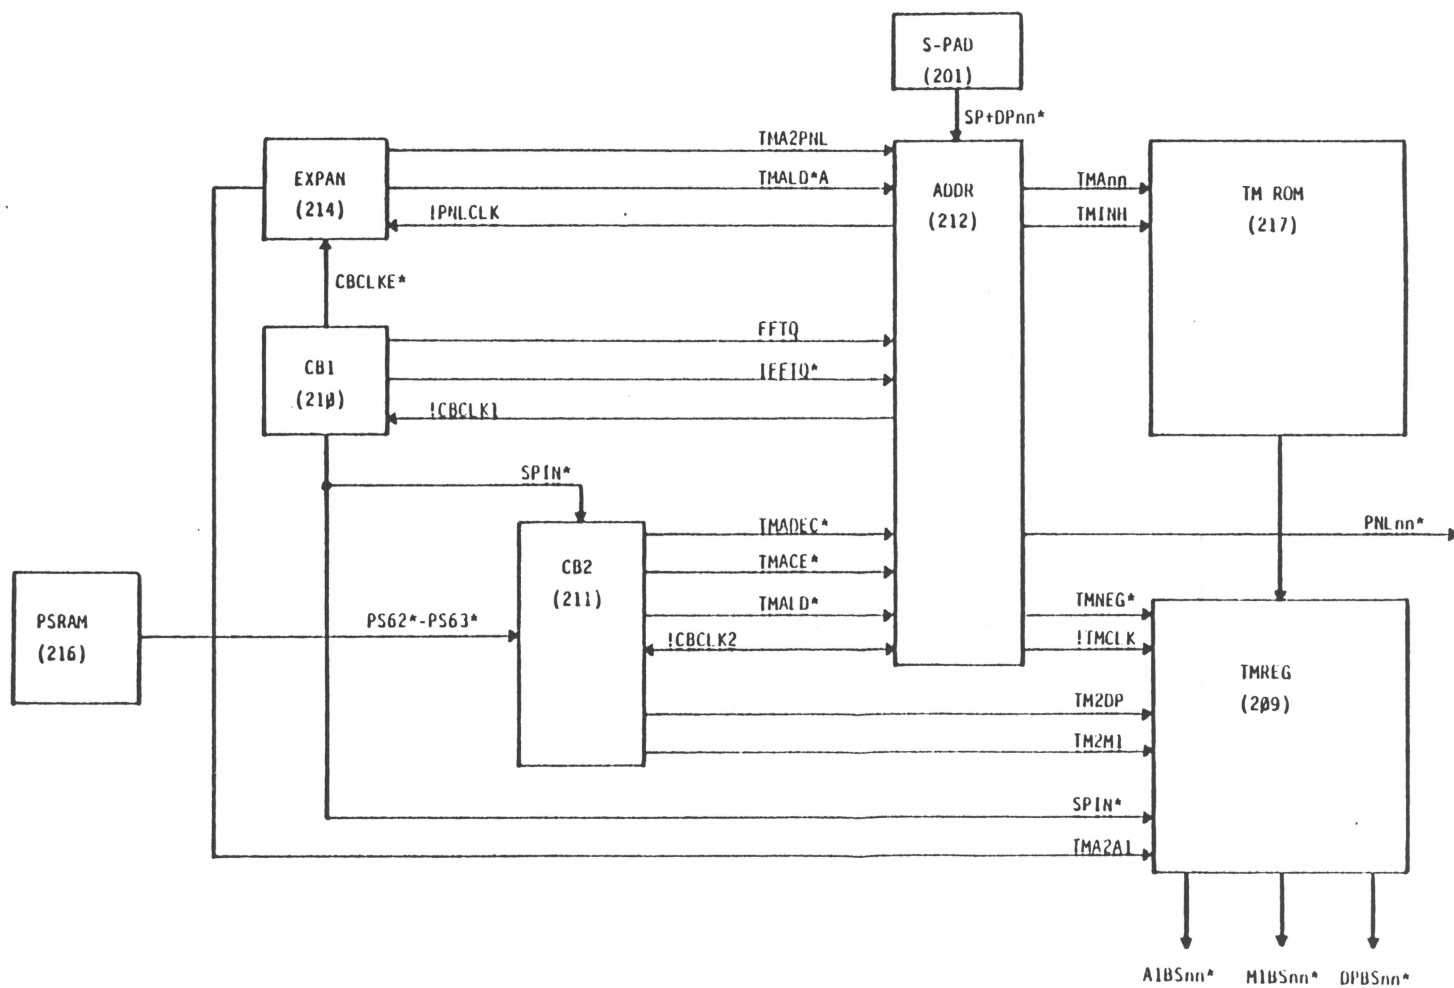 S-PAD
(201)
SP+DPnn*
TMA2PNL
EXPAN
(214)
TMALD*A
!PNLCLK
ADDR
(212)
TMAnn
TMINH
TM ROM
(217)
CBCLKE*
FFTQ
CB1
(210)
IFFTQ*
!CBCLK1
SPIN*
TMADEC*
PNLnn*
CB2
(211)
TMACE*
TMALD*
TMNEG*
PSRAM
(216)
PS62*-PS63*
!CBCLK2
!TMCLK
TMREG
(209)
TM2DP
TM2M1
SPIN*
TMA2A1
A1BSnn*
M1BSnn*
DPBSnn*